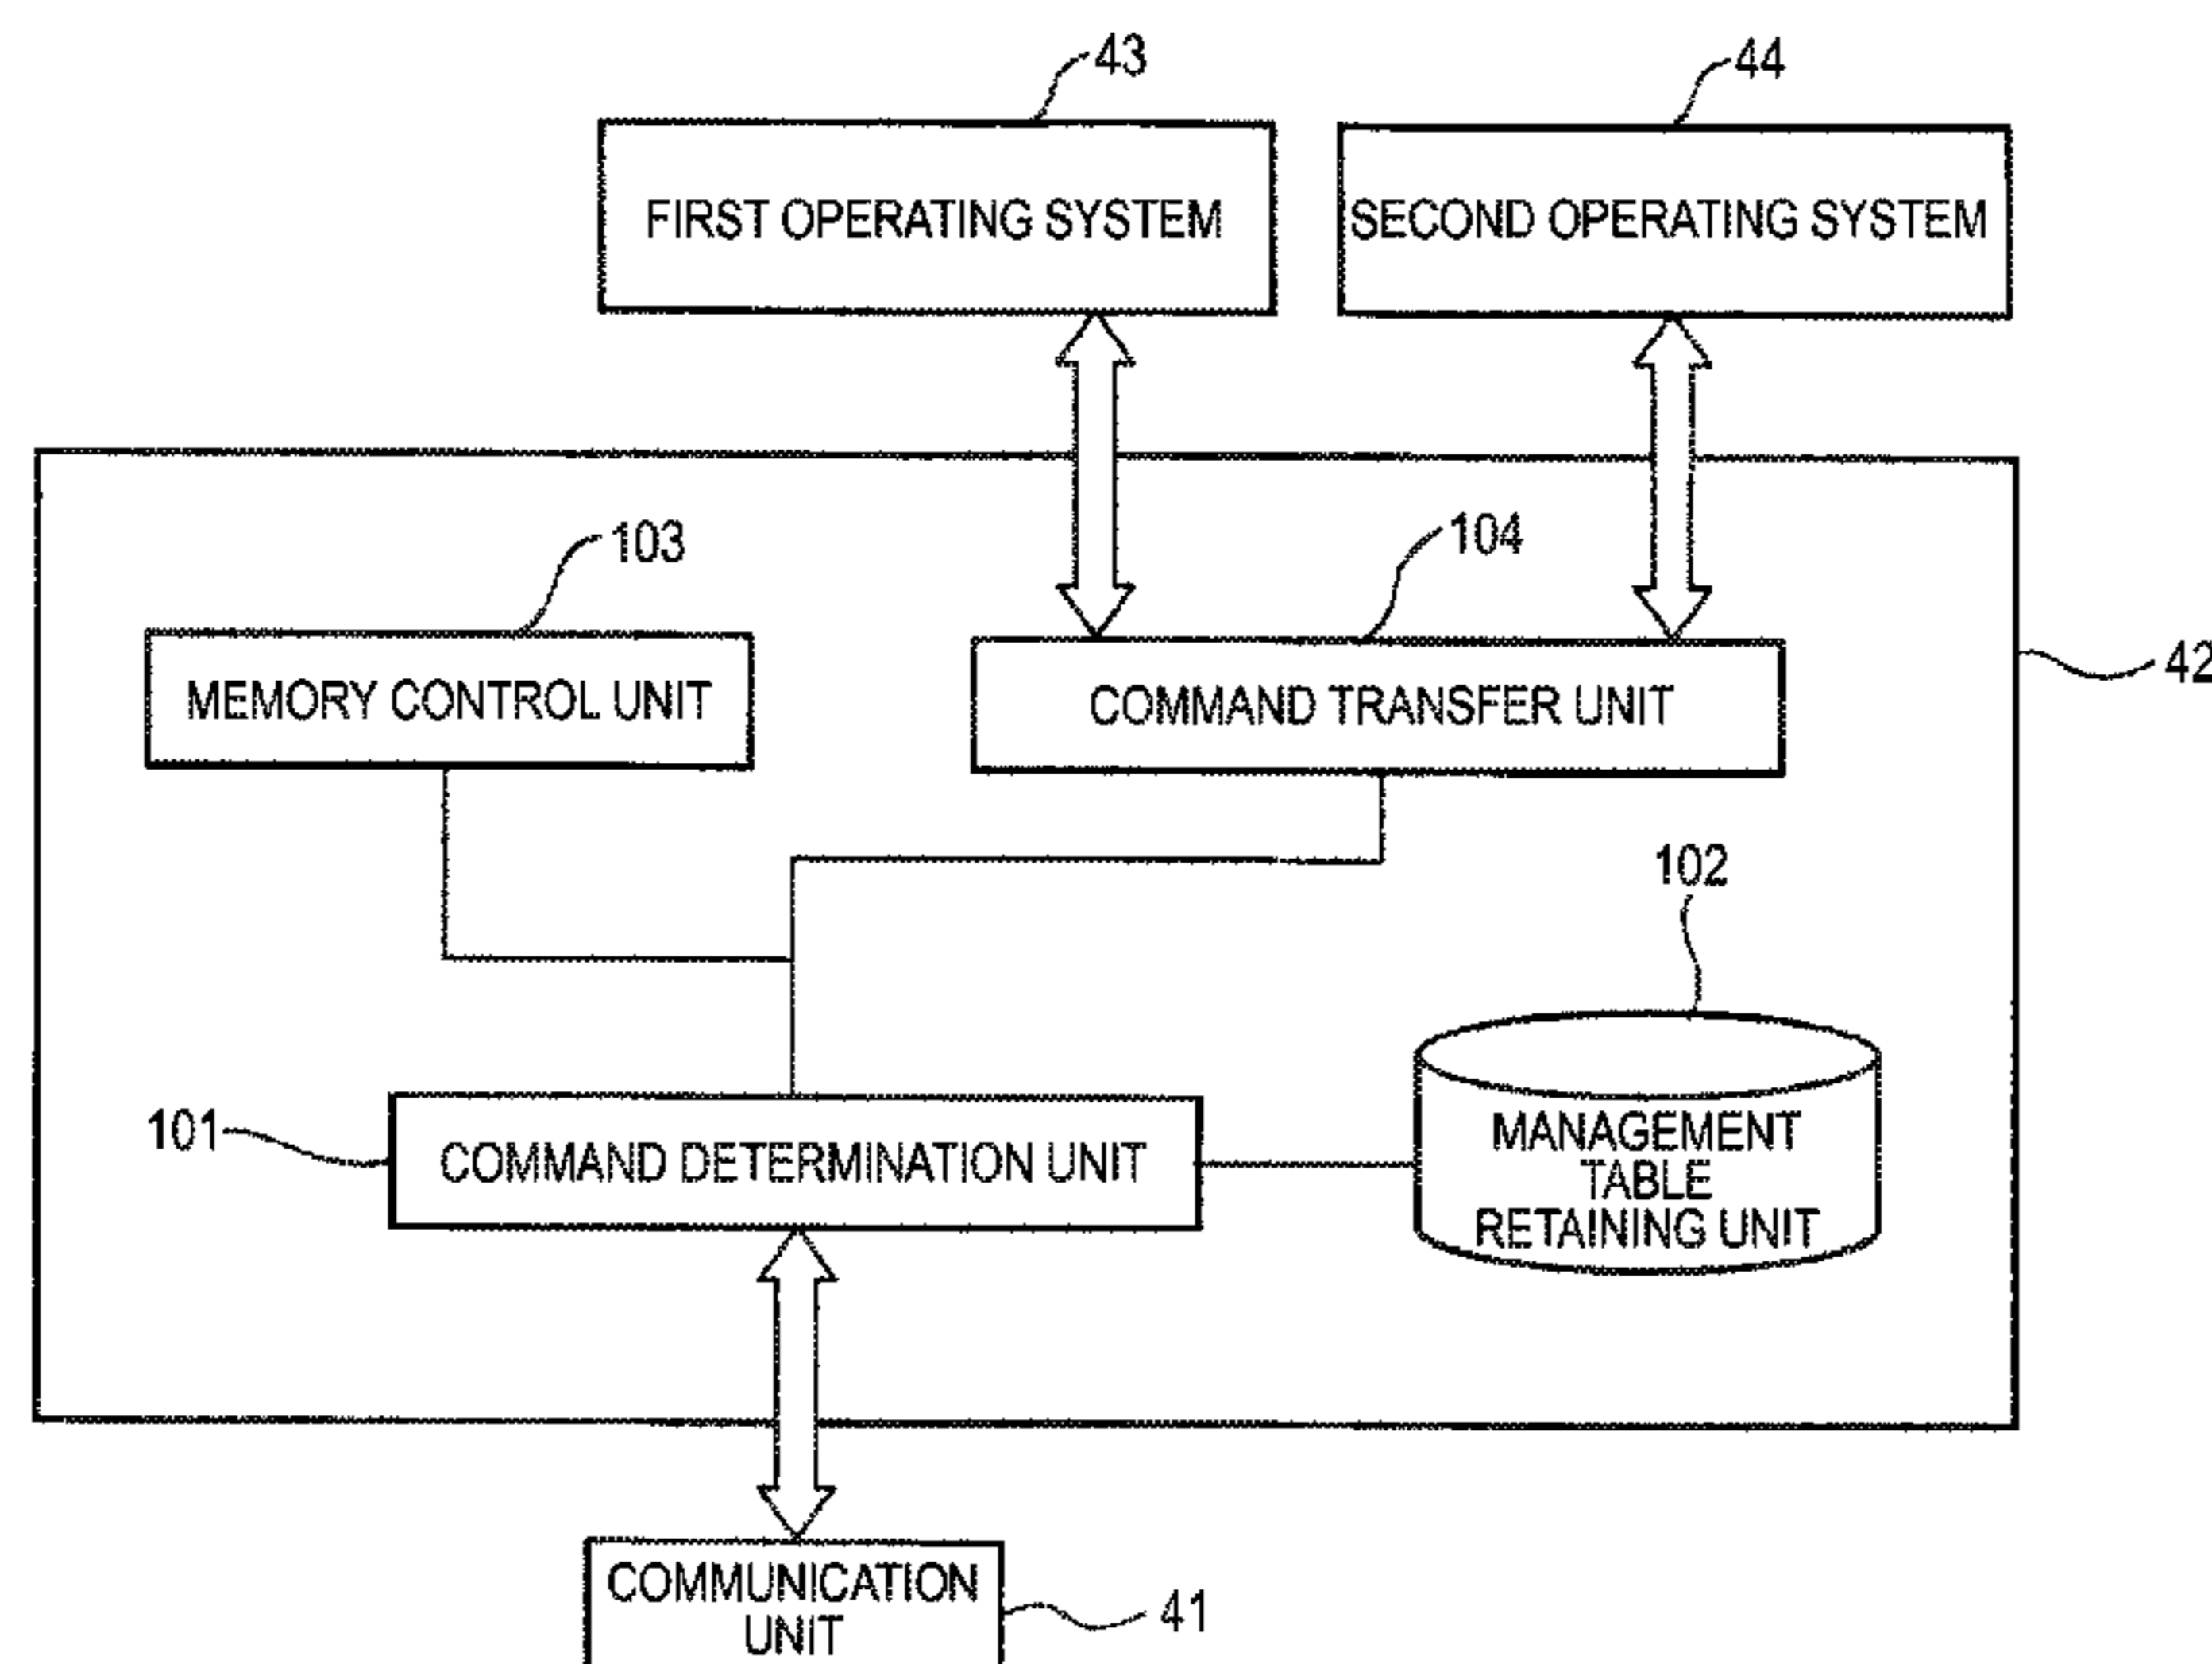 43
44
FIRST OPERATING SYSTEM
SECOND OPERATING SYSTEM
103
104
42
MEMORY CONTROL UNIT
COMMAND TRANSFER UNIT
102
101
COMMAND DETERMINATION UNIT
MANAGEMENT
TABLE
RETAINING UNIT
COMMUNICATION
UNIT
41